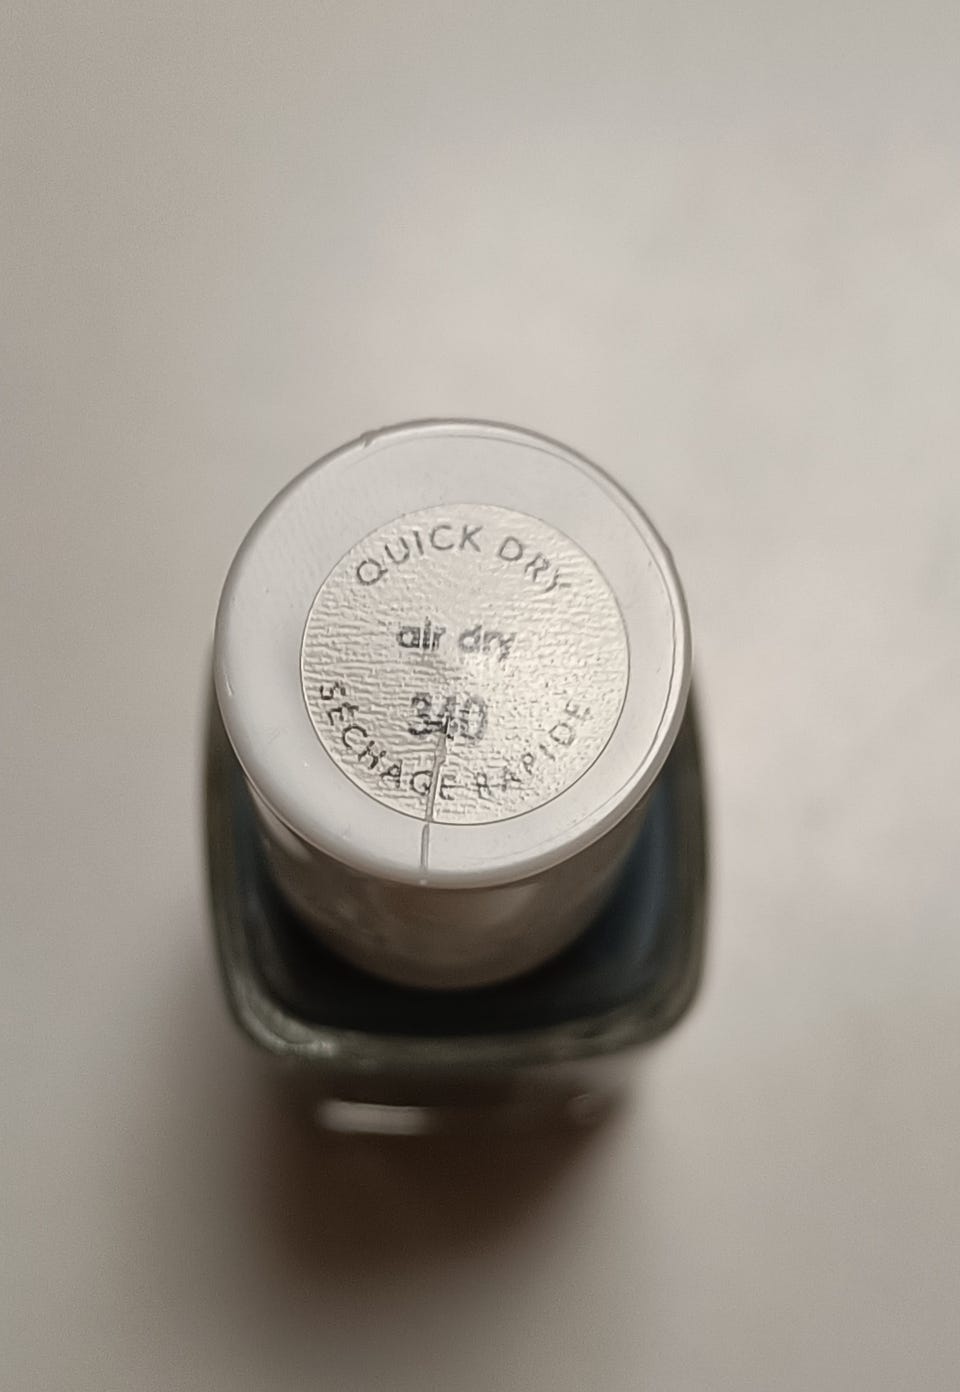 QUICK DRY
air dry
340
SÉCHAGE RAPIDE